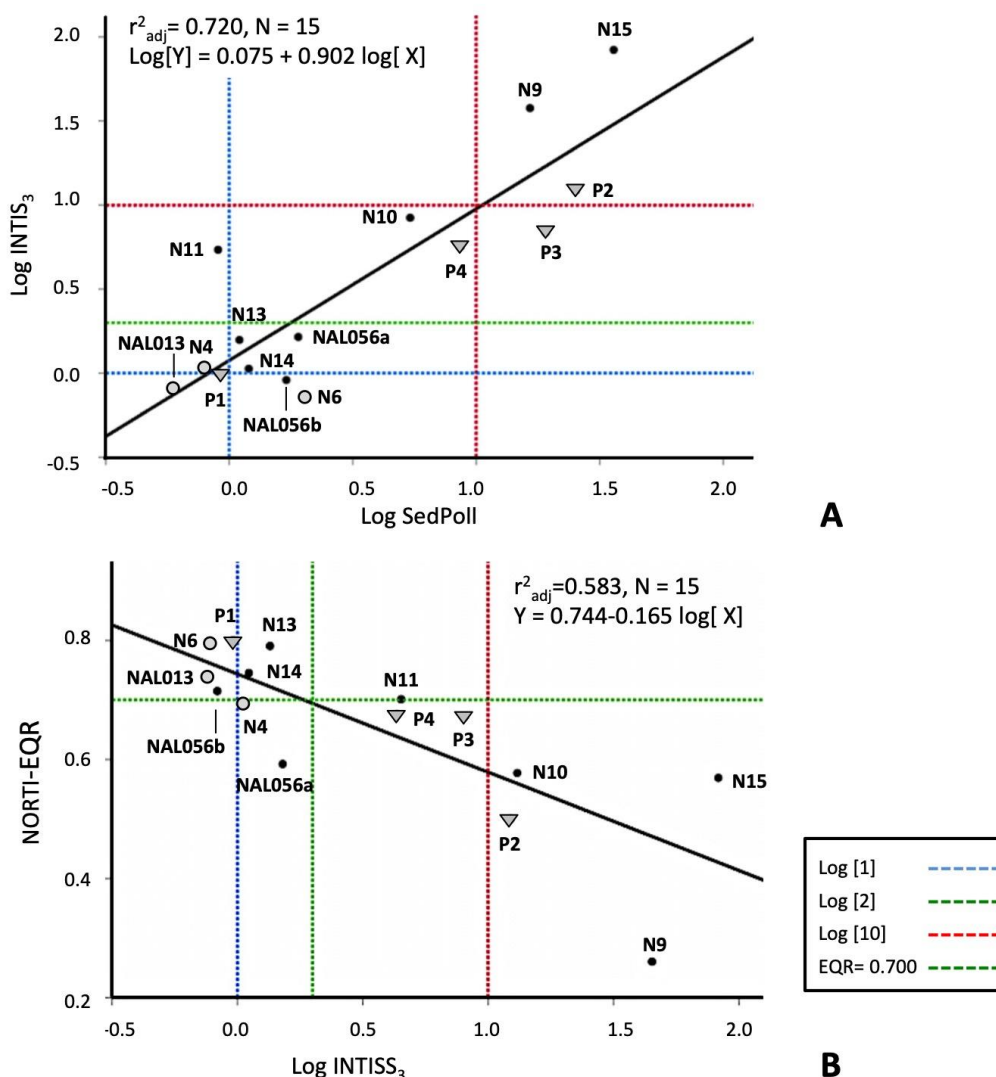 r²adj= 0.720, N = 15
Log[Y] = 0.075 + 0.902 log[ X]
2.0
1.5
1.0
0.5
0.0
-0.5
Log INTIS₃
N15
N9
P2
N10
P3
P4
N11
N13
NAL056a
NAL013
N4
N14
P1
N6
NAL056b
-0.5 0.0 0.5 1.0 1.5 2.0
Log SedPoll
A
r²adj=0.583, N = 15
Y = 0.744-0.165 log[ X]
0.8
0.6
0.4
0.2
NORTI-EQR
P1
N13
N6
N14
NAL013
N11
N4
P4
P3
NAL056b
NAL056a
N10
N15
P2
N9
-0.5 0.0 0.5 1.0 1.5 2.0
Log INTISS₃
B
Log [1]
Log [2]
Log [10]
EQR= 0.700